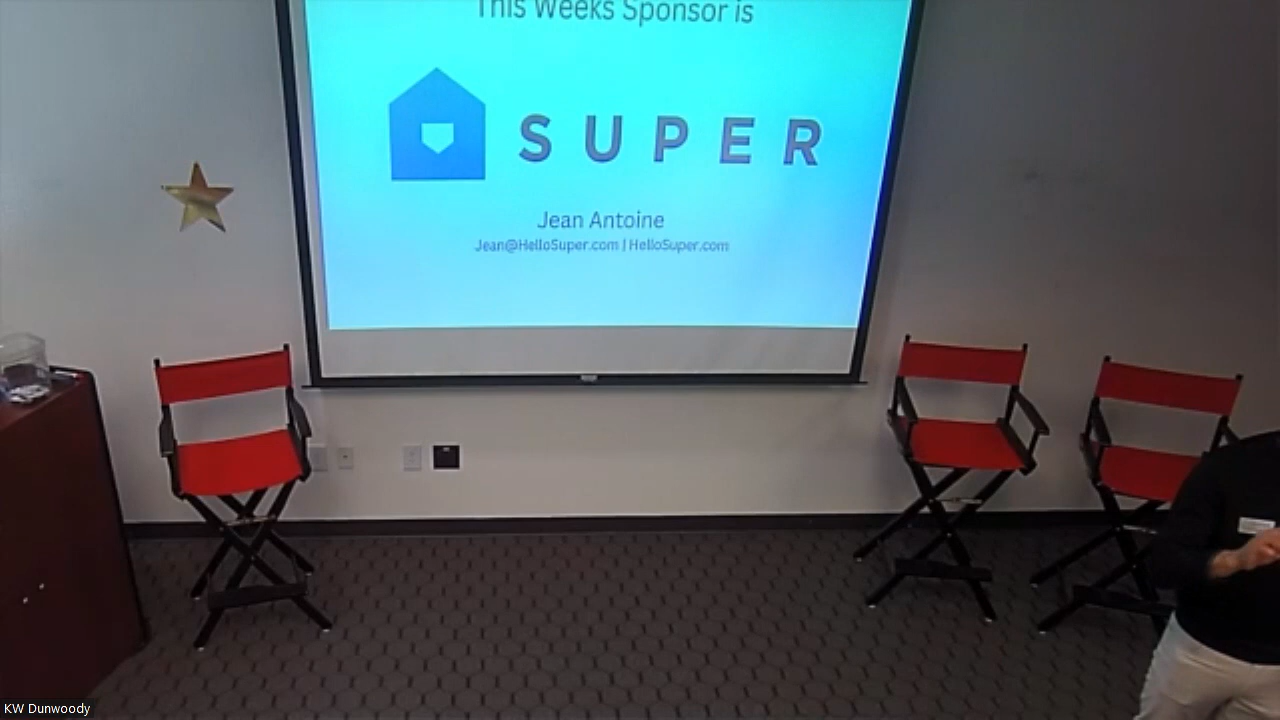 This Weeks Sponsor is
SUPER
Jean Antoine
Jean@HelloSuper.com | HelloSuper.com
KW Dunwoody